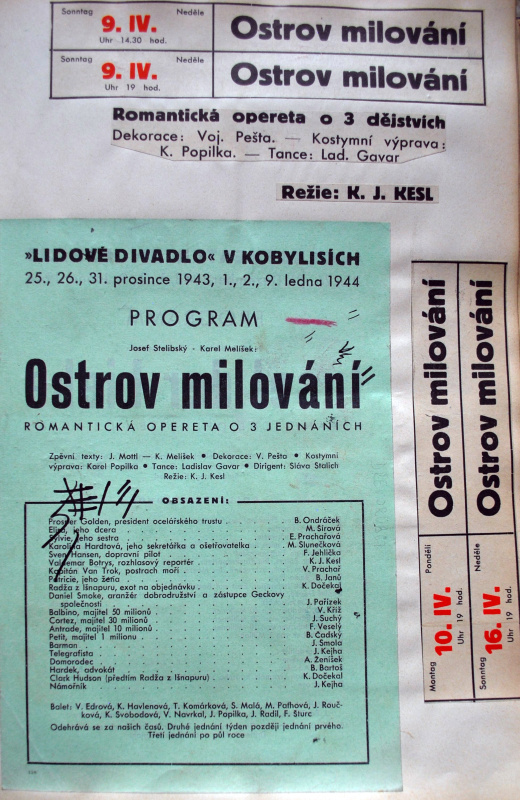 Sonntag 9. IV. Neděle
Uhr 14.30 hod.
Ostrov milování
Sonntag 9. IV. Neděle
Uhr 19 hod.
Ostrov milování
Romantická opereta o 3 dějstvích
Dekorace: Voj. Pešta. — Kostymní výprava:
K. Popilka. — Tance: Lad. Gavar
Režie: K. J. KESL
»LIDOVÉ DIVADLO« V KOBYLISÍCH
25., 26., 31. prosince 1943, 1., 2., 9. ledna 1944
PROGRAM
Josef Stelibský - Karel Melíšek:
Ostrov milování
ROMANTICKÁ OPERETA O 3 JEDNÁNÍCH
Zpěvní texty: J. Mottl — K. Melíšek • Dekorace: V. Pešta • Kostymní
výprava: Karel Popilka • Tance: Ladislav Gavar • Dirigent: Sláva Stalich
Režie: K. J. Kesl
OBSAZENÍ:
Prosper Golden, president ocelářského trustu B. Ondráček
Elisa, jeho dcera M. Sirová
Sylvie, jeho sestra E. Prachařová
Karolina Hardtová, jeho sekretářka a ošetřovatelka M. Slunečková
Sven Hansen, dopravní pilot F. Jehlička
Valdemar Botrys, rozhlasový reportér K. J. Kesl
Kapitán Van Trok, postrach moří V. Prachař
Patricie, jeho žena B. Janů
Radža z Išnapuru, exot na objednávku K. Dočekal
Daniel Smoke, aranžér dobrodružství a zástupce Geckovy
společnosti J. Pařízek
Balbino, majitel 50 milionů V. Kříž
Cortez, majitel 30 milionů J. Suchý
Antrade, majitel 10 milionů F. Veselý
Petit, majitel 1 milionu B. Čadský
Barman J. Smola
Telegrafista J. Kejha
Domorodec A. Ženíšek
Hardek, advokát B. Bartoš
Clark Hudson (předtím Radža z Išnapuru) K. Dočekal
Námořník J. Kejha
Balet: V. Edrová, K. Havlenová, T. Komárková, S. Malá, M. Paťhová, J. Rauč-
ková, K. Svobodová, V. Navrkal, J. Popilka, J. Radil, F. Šturc
Odehrává se za našich časů. Druhé jednání týden později jednání prvého.
Třetí jednání po půl roce
Montag 10. IV. Pondělí
Uhr 19 hod.
Ostrov milování
Sonntag 16. IV. Neděle
Uhr 19 hod.
Ostrov milování